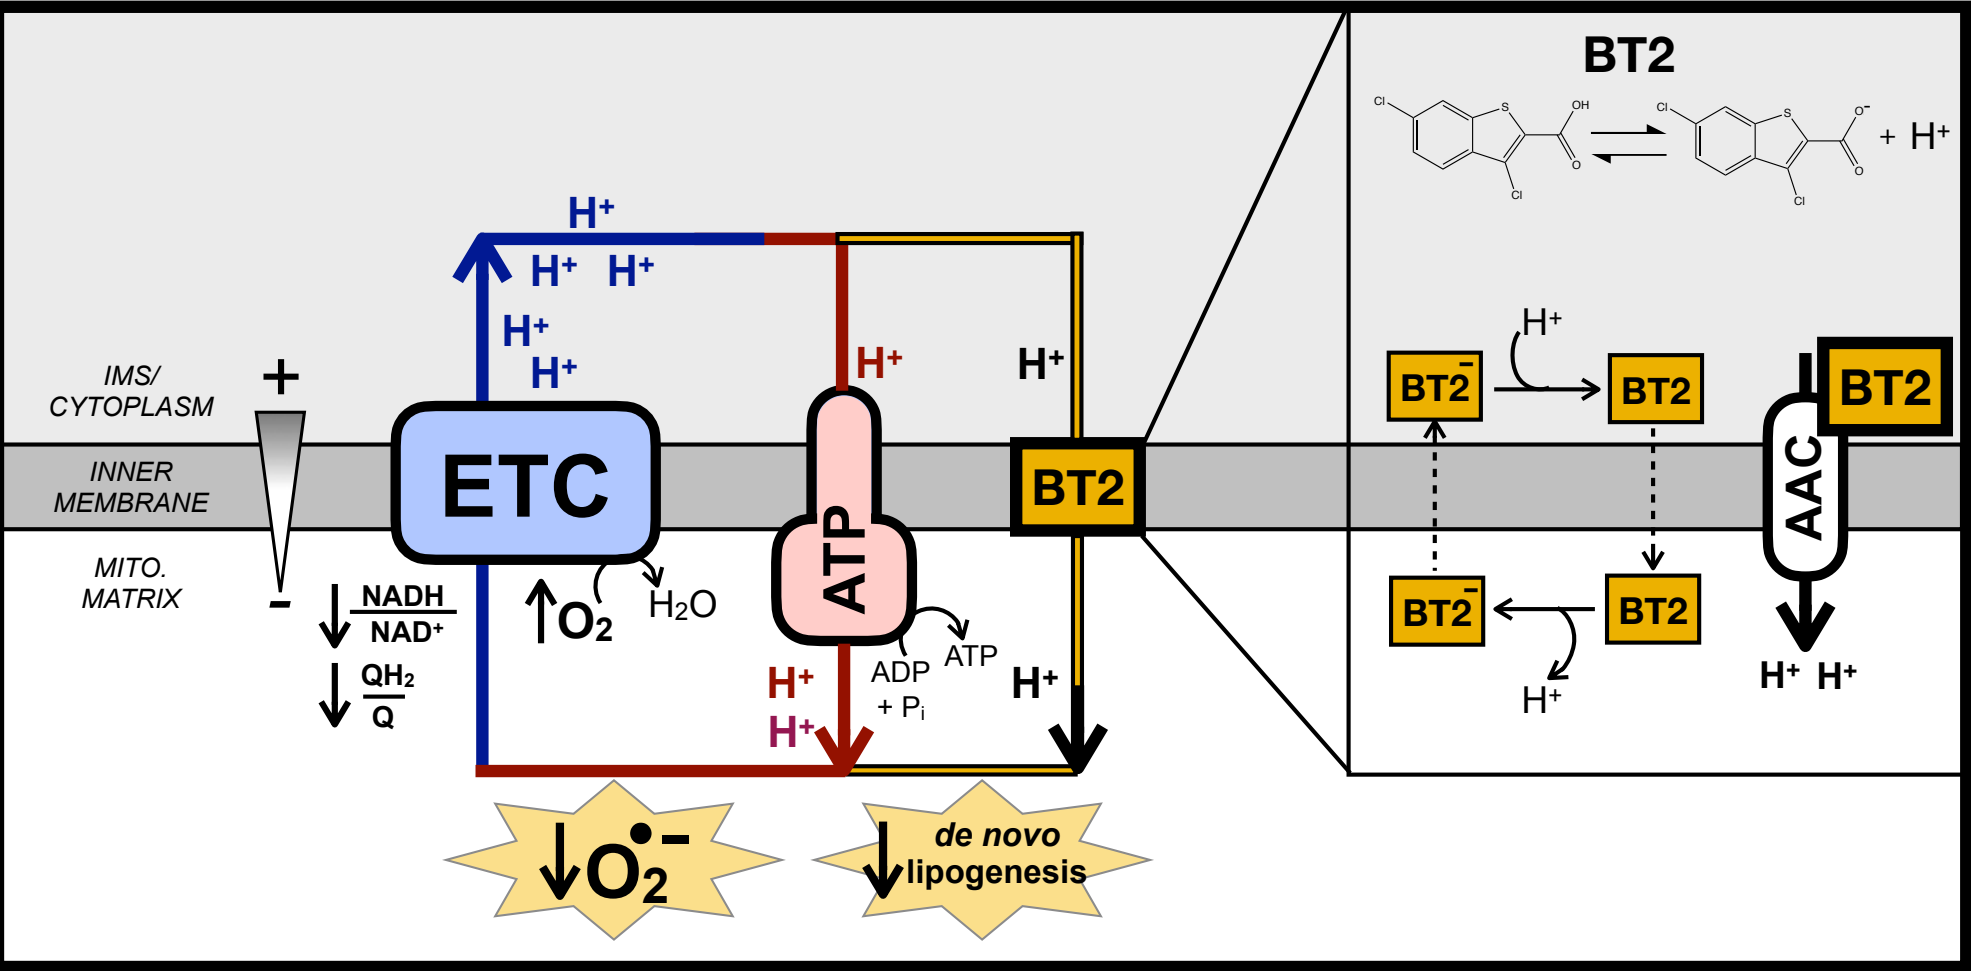 BT2
Cl
S
OH
O
Cl
Cl
S
O-
O
Cl
+ H+
H+
H+ H+
H+
H+
H+
H+
IMS/
CYTOPLASM
+
INNER
MEMBRANE
MITO.
MATRIX
-
ETC
ATP
BT2
NADH
NAD+
QH2
Q
O2
H2O
ADP
+ Pi
ATP
H+
H+
H+
O2•-
de novo
lipogenesis
H+
BT2-
BT2
BT2
AAC
BT2-
BT2
H+
H+ H+